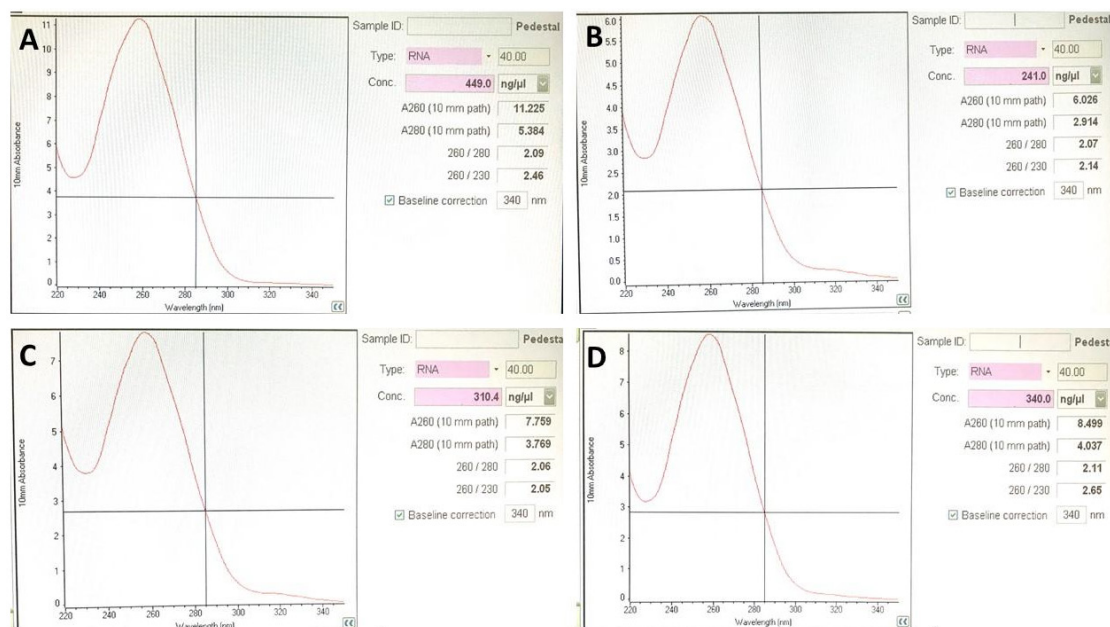 A
11
10
9
8
7
6
5
4
3
2
1
0
10mm Absorbance
220 240 260 280 300 320 340
Wavelength (nm)
Sample ID: Pedestal
Type: RNA 40.00
Conc. 449.0 ng/µl
A260 (10 mm path) 11.225
A280 (10 mm path) 5.384
260 / 280 2.09
260 / 230 2.46
Baseline correction 340 nm
B
6.0
5.5
5.0
4.5
4.0
3.5
3.0
2.5
2.0
1.5
1.0
0.5
0.0
10mm Absorbance
220 240 260 280 300 320 340
Wavelength (nm)
Sample ID: Pedestal
Type: RNA 40.00
Conc. 241.0 ng/µl
A260 (10 mm path) 6.026
A280 (10 mm path) 2.914
260 / 280 2.07
260 / 230 2.14
Baseline correction 340 nm
C
7
6
5
4
3
2
1
0
10mm Absorbance
220 240 260 280 300 320 340
Wavelength (nm)
Sample ID: Pedesta
Type: RNA 40.00
Conc. 310.4 ng/µl
A260 (10 mm path) 7.759
A280 (10 mm path) 3.769
260 / 280 2.06
260 / 230 2.05
Baseline correction 340 nm
D
8
7
6
5
4
3
2
1
0
10mm Absorbance
220 240 260 280 300 320 340
Wavelength (nm)
Sample ID: Pedest
Type: RNA 40.00
Conc. 340.0 ng/µl
A260 (10 mm path) 8.499
A280 (10 mm path) 4.037
260 / 280 2.11
260 / 230 2.65
Baseline correction 340 nm